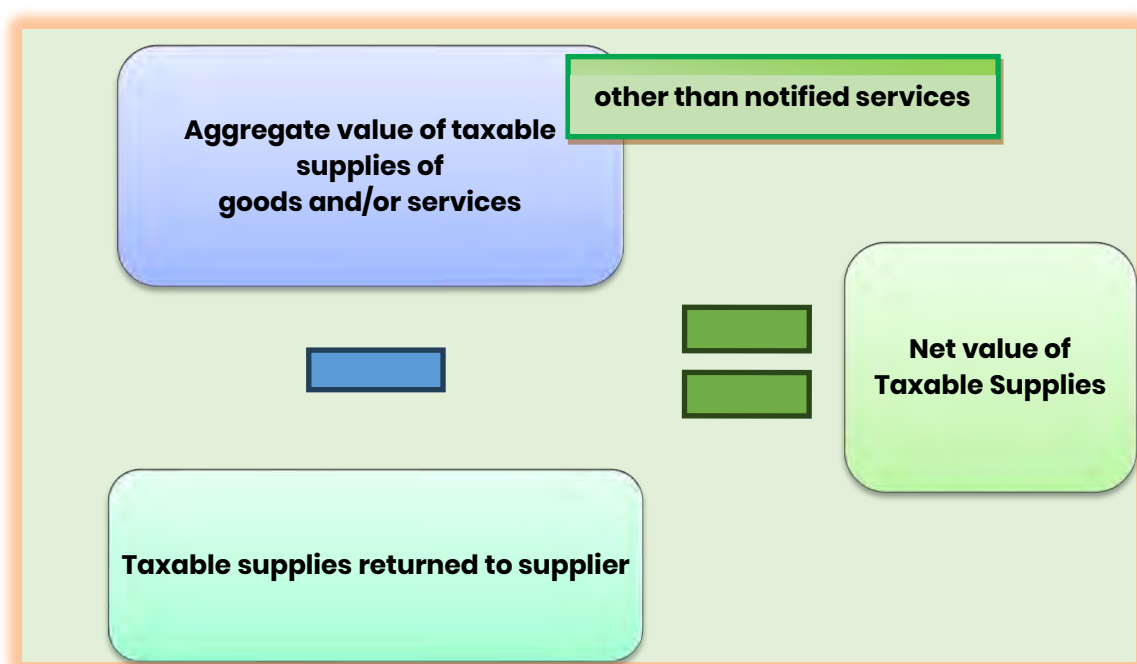 other than notified services
Aggregate value of taxable
supplies of
goods and/or services
Net value of
Taxable Supplies
Taxable supplies returned to supplier